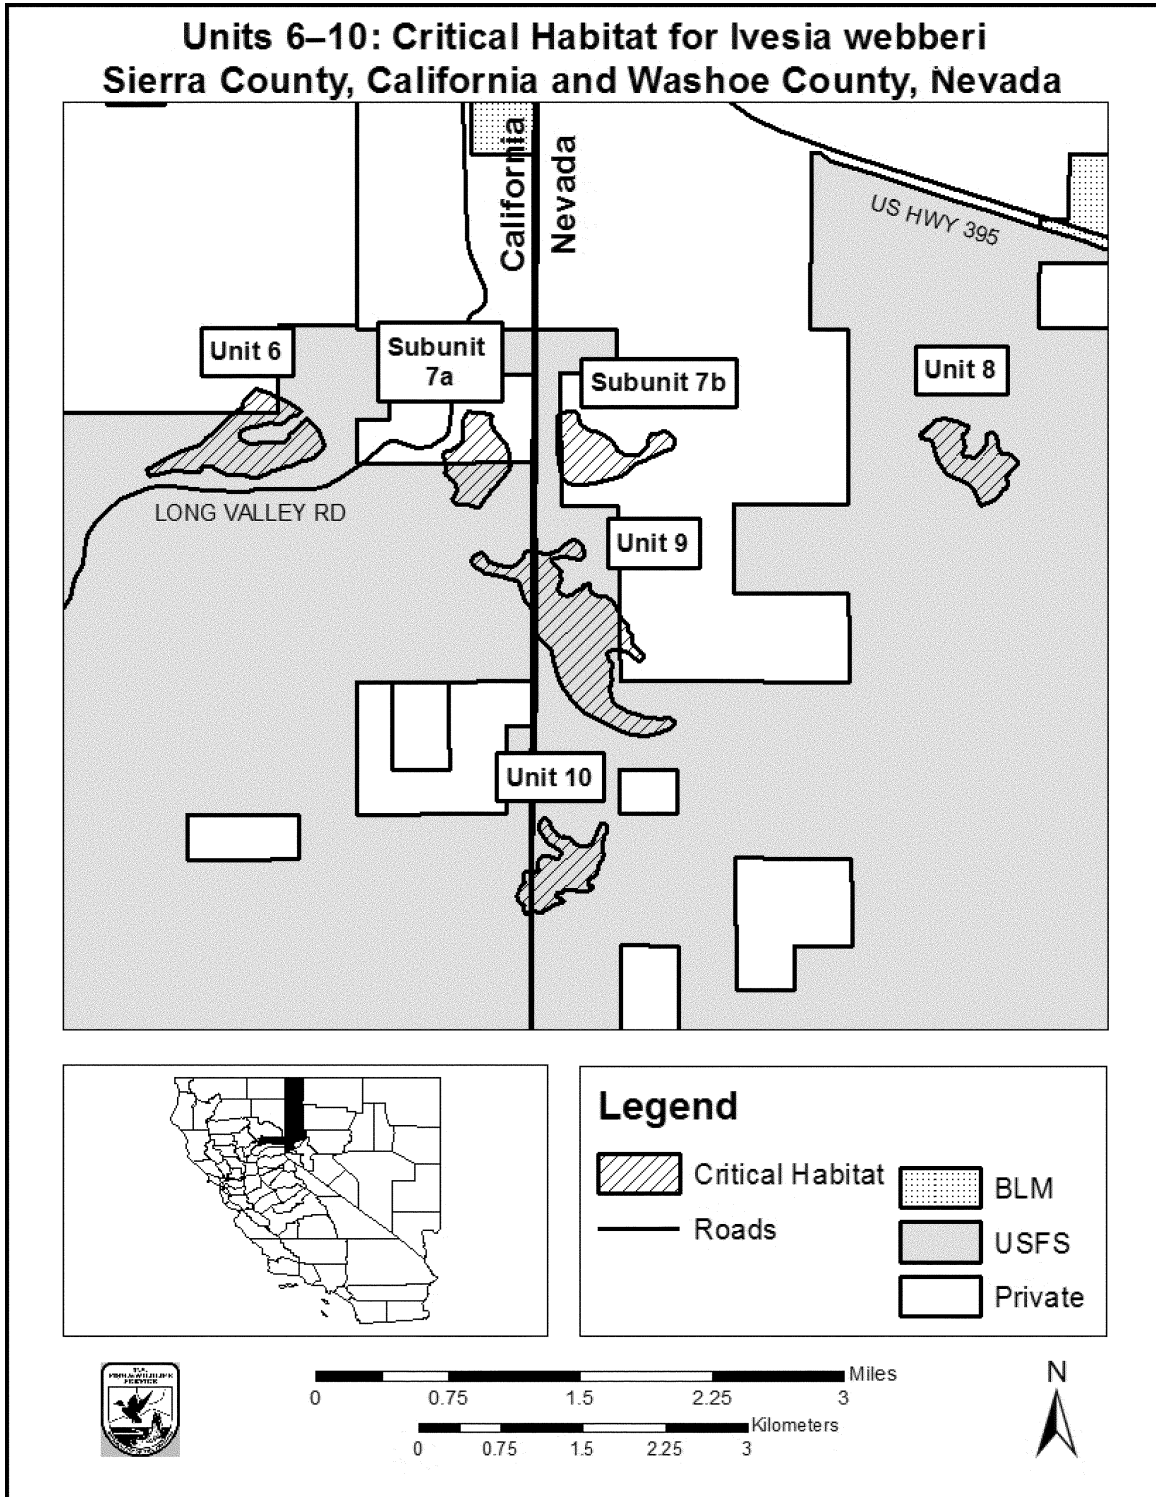 Units 6–10: Critical Habitat for Ivesia webberi
Sierra County, California and Washoe County, Nevada
California
Nevada
US HWY 395
Unit 6
Subunit
7a
Subunit 7b
Unit 8
LONG VALLEY RD
Unit 9
Unit 10
Legend
Critical Habitat
Roads
BLM
USFS
Private
U.S.
FISH & WILDLIFE
SERVICE
Miles
0 0.75 1.5 2.25 3
Kilometers
0 0.75 1.5 2.25 3
N